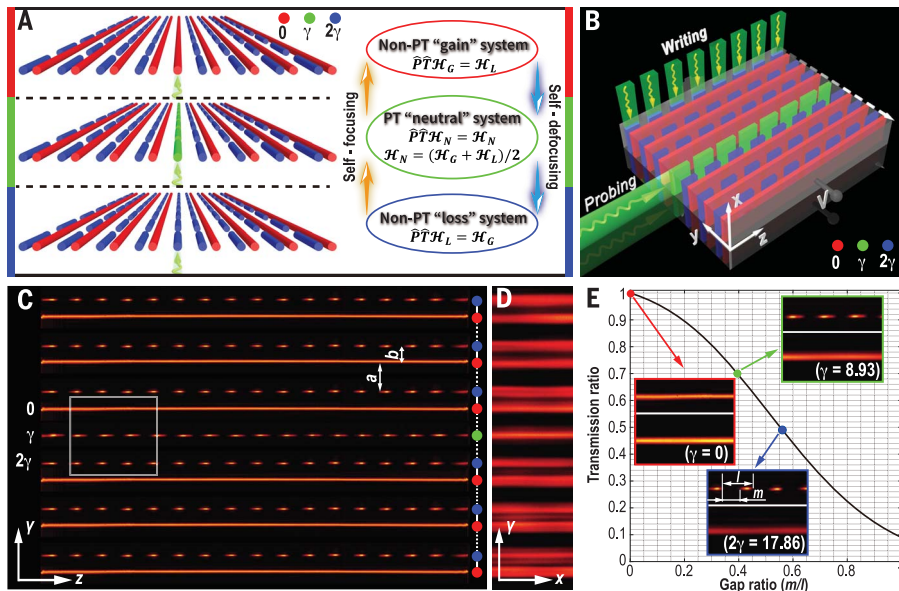 A
0 γ 2γ
Non-PT “gain” system
P̂T̂ℋ_G = ℋ_L
PT “neutral” system
P̂T̂ℋ_N = ℋ_N
ℋ_N = (ℋ_G + ℋ_L)/2
Non-PT “loss” system
P̂T̂ℋ_L = ℋ_G
Self-focusing
Self-defocusing
B
Writing
Probing
x
y
z
V
0 γ 2γ
C
b
a
0
γ
2γ
Y
z
D
Y
x
E
Transmission ratio
1
0.9
0.8
0.7
0.6
0.5
0.4
0.3
0.2
0.1
0
(γ = 8.93)
(γ = 0)
l
m
(2γ = 17.86)
0 0.2 0.4 0.6 0.8 1
Gap ratio (m/l)